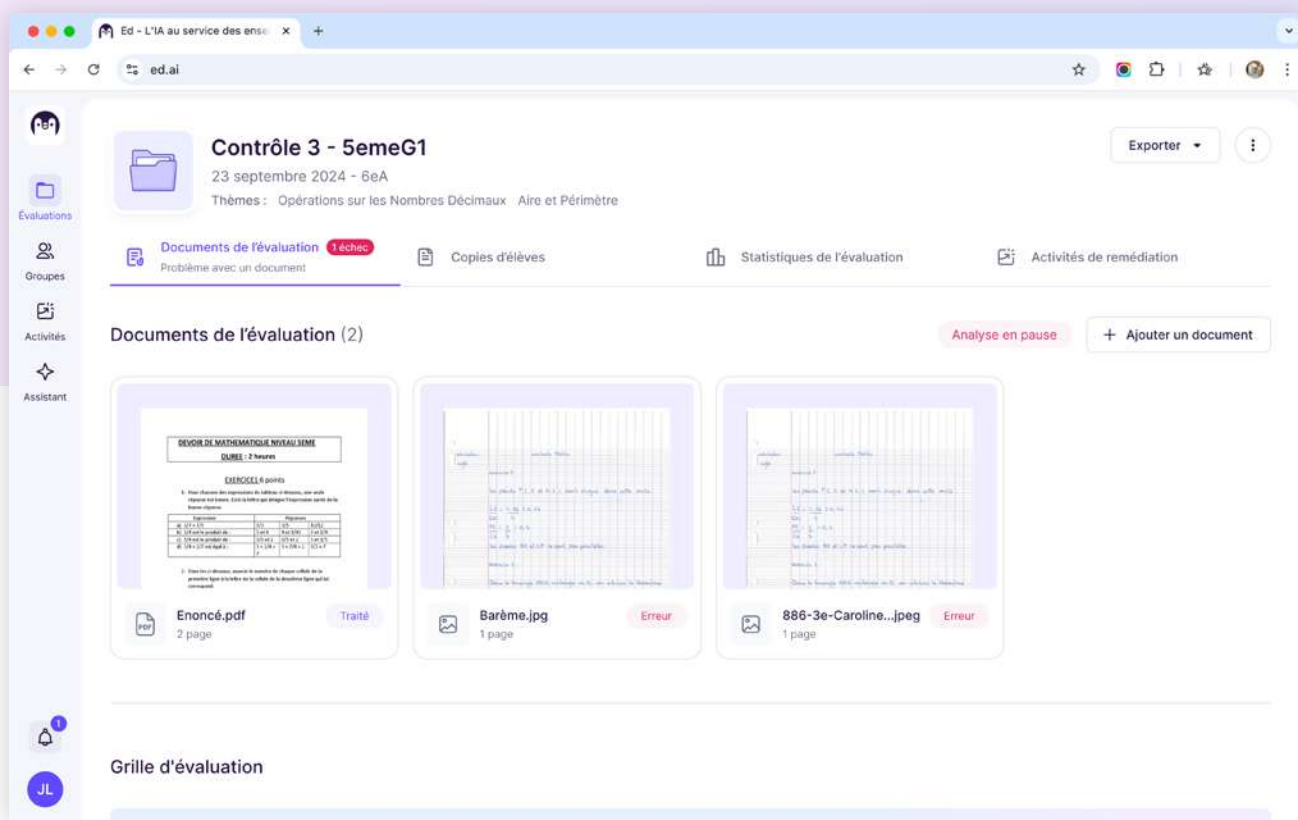 Ed - L'IA au service des ense
ed.ai
Évaluations
Groupes
Activités
Assistant
1
JL
Contrôle 3 - 5emeG1
23 septembre 2024 - 6eA
Thèmes : Opérations sur les Nombres Décimaux Aire et Périmètre
Exporter
Documents de l'évaluation 1 échec
Problème avec un document
Copies d'élèves
Statistiques de l'évaluation
Activités de remédiation
Documents de l'évaluation (2)
Analyse en pause
+ Ajouter un document
DEVOIR DE MATHEMATIQUE NIVEAU 5EME
DUREE : 2 heures
EXERCICE1 6 points
Expression Réponses
PDF
Enoncé.pdf
2 page
Traité
Barème.jpg
1 page
Erreur
886-3e-Caroline...jpeg
1 page
Erreur
Grille d'évaluation